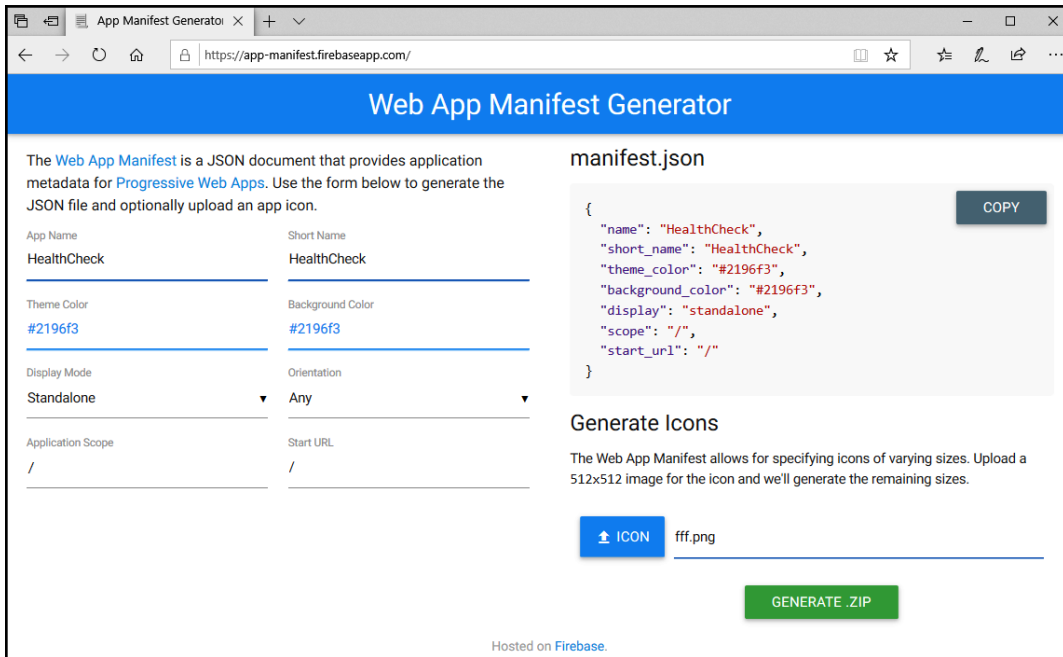 App Manifest Generator
https://app-manifest.firebaseapp.com/
Web App Manifest Generator
The Web App Manifest is a JSON document that provides application
metadata for Progressive Web Apps. Use the form below to generate the
JSON file and optionally upload an app icon.
App Name
Short Name
HealthCheck
HealthCheck
Theme Color
Background Color
#2196f3
#2196f3
Display Mode
Orientation
Standalone
Any
Application Scope
Start URL
/
/
manifest.json
COPY
{
"name": "HealthCheck",
"short_name": "HealthCheck",
"theme_color": "#2196f3",
"background_color": "#2196f3",
"display": "standalone",
"scope": "/",
"start_url": "/"
}
Generate Icons
The Web App Manifest allows for specifying icons of varying sizes. Upload a
512x512 image for the icon and we'll generate the remaining sizes.
ICON
fff.png
GENERATE .ZIP
Hosted on Firebase.